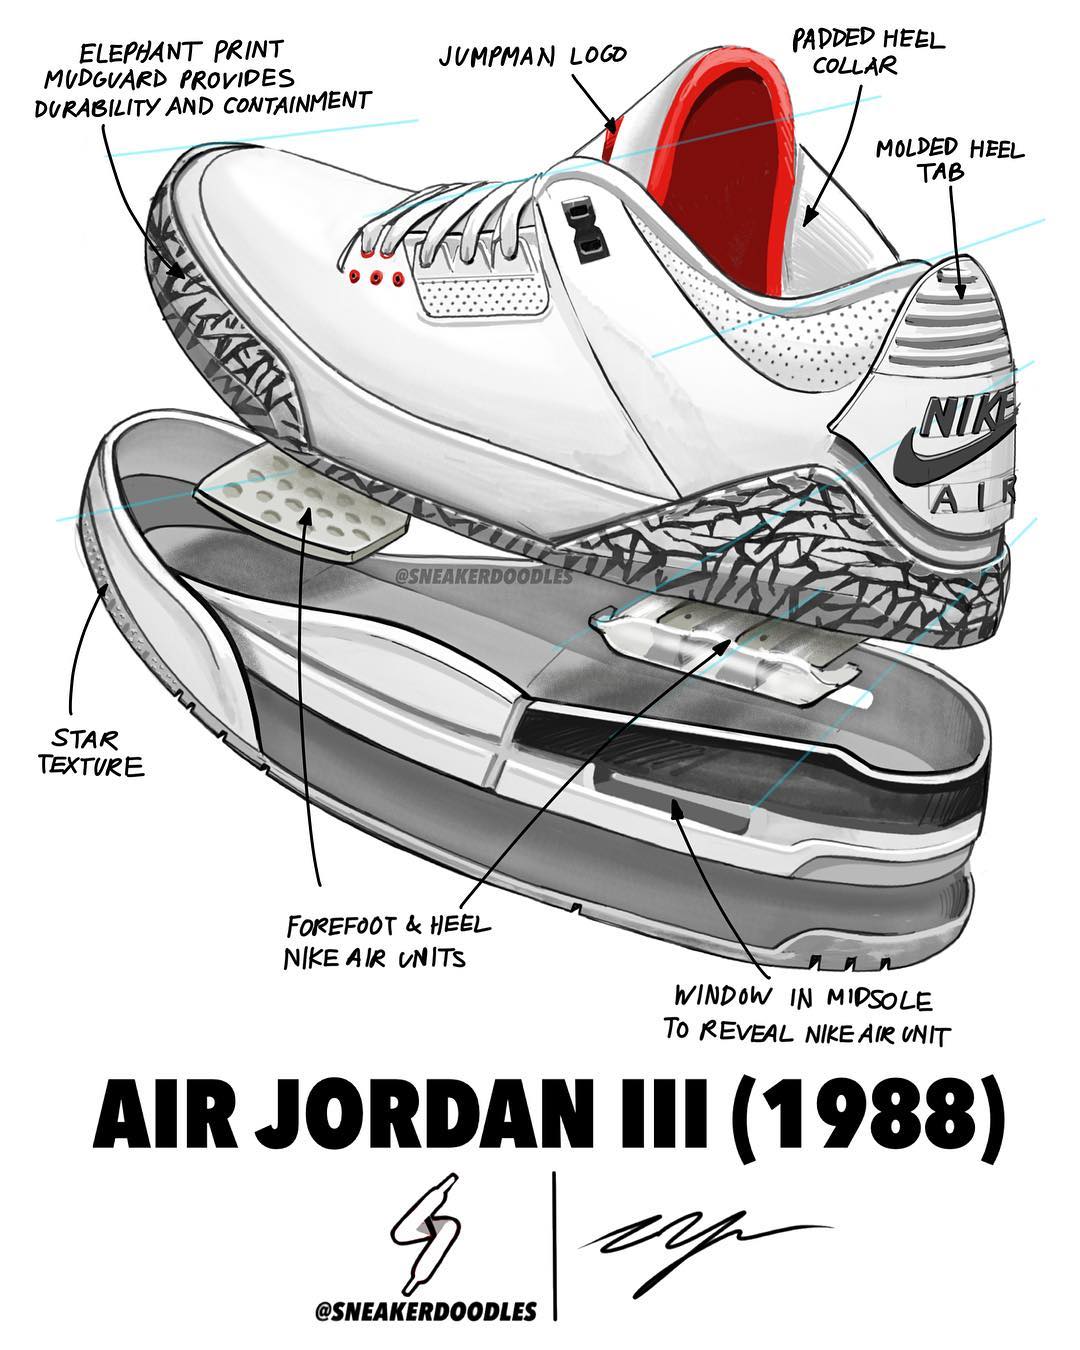 ELEPHANT PRINT
MUDGUARD PROVIDES
DURABILITY AND CONTAINMENT
JUMPMAN LOGO
PADDED HEEL
COLLAR
MOLDED HEEL
TAB
NIKE
AIR
@SNEAKERDOODLES
STAR
TEXTURE
FOREFOOT & HEEL
NIKE AIR UNITS
WINDOW IN MIDSOLE
TO REVEAL NIKE AIR UNIT
AIR JORDAN III (1988)
@SNEAKERDOODLES